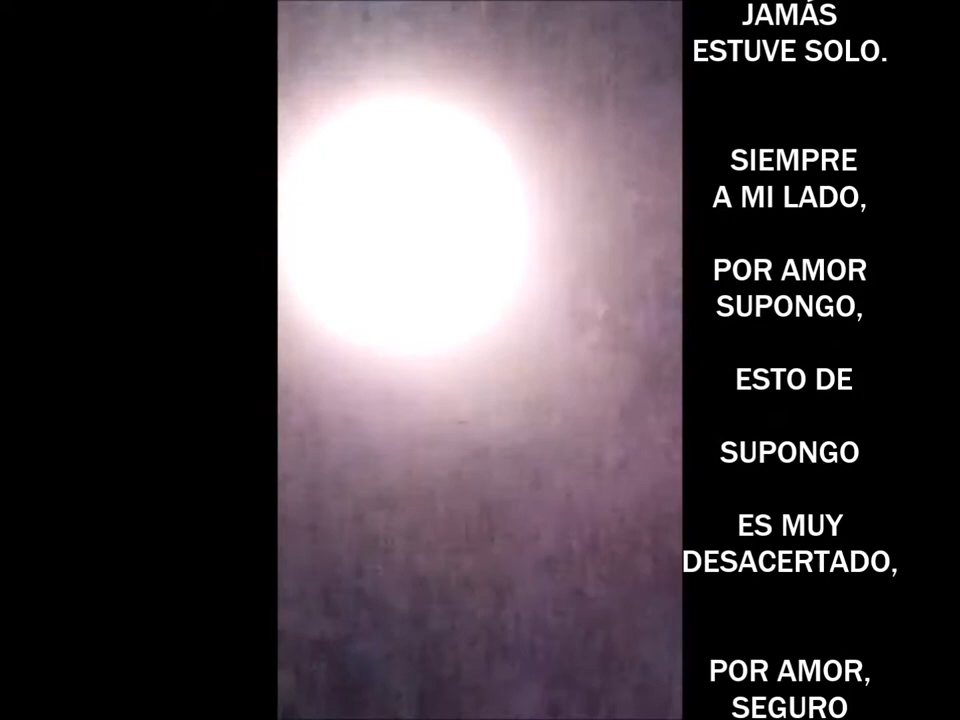 JAMÁS
ESTUVE SOLO.
SIEMPRE
A MI LADO,
POR AMOR
SUPONGO,
ESTO DE
SUPONGO
ES MUY
DESACERTADO,
POR AMOR,
SEGURO